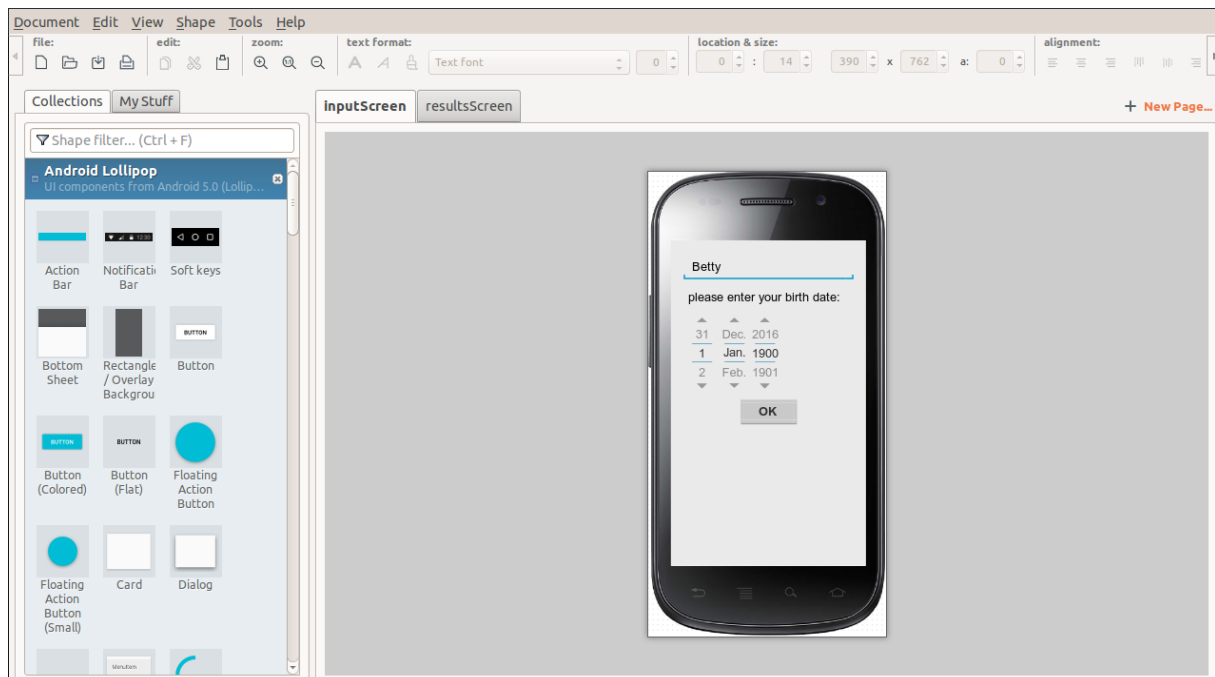 Document Edit View Shape Tools Help
file: edit: zoom: text format: location & size: alignment:
Text font 0 0 : 14 390 x 762 a: 0
Collections My Stuff
inputScreen resultsScreen
+ New Page...
Shape filter... (Ctrl + F)
Android Lollipop
UI components from Android 5.0 (Lollip...
12:30
Action
Bar
Notificatio
Bar
Soft keys
BUTTON
Bottom
Sheet
Rectangle
/ Overlay
Backgrou
Button
BUTTON
BUTTON
Button
(Colored)
Button
(Flat)
Floating
Action
Button
Floating
Action
Button
(Small)
Card
Dialog
MenuItem
Betty
please enter your birth date:
31 Dec. 2016
1 Jan. 1900
2 Feb. 1901
OK